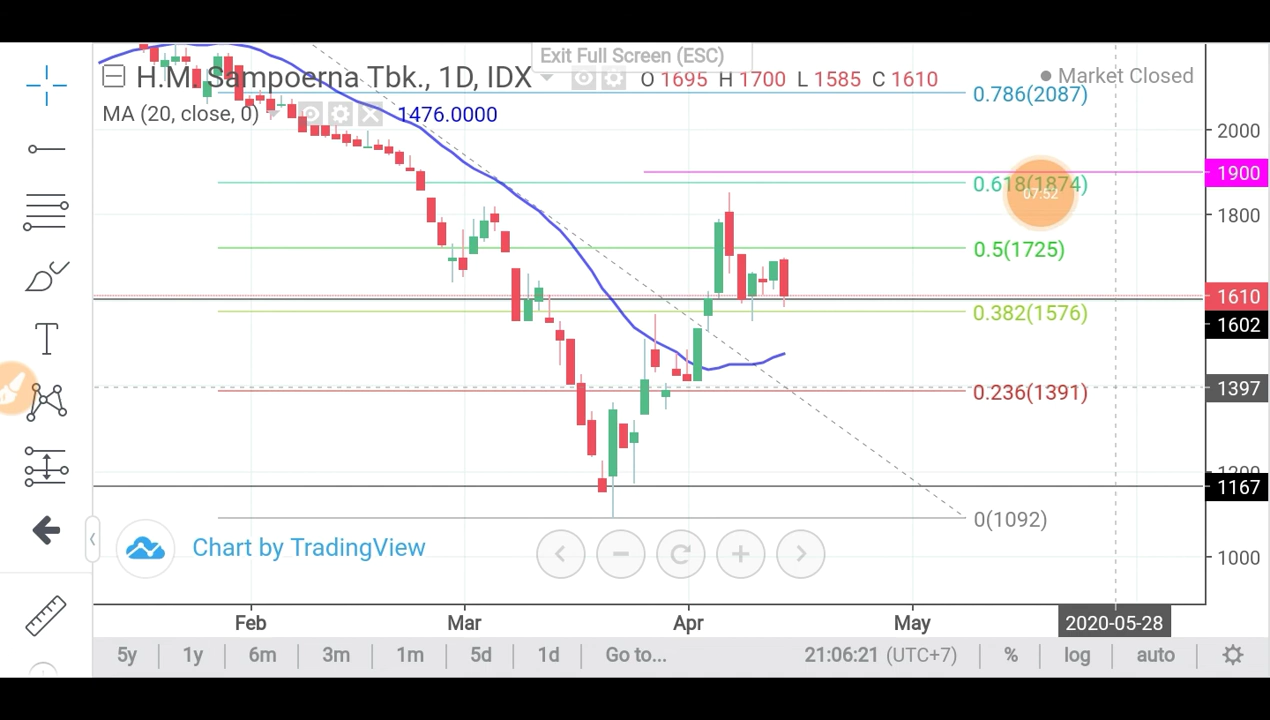 Exit Full Screen (ESC)
H.M. Sampoerna Tbk., 1D, IDX O 1695 H 1700 L 1585 C 1610
Market Closed
0.786(2087)
MA (20, close, 0) 1476.0000
2000
1900
0.618(1874)
07:52
1800
0.5(1725)
1610
0.382(1576)
1602
1397
0.236(1391)
1200
1167
0(1092)
Chart by TradingView
1000
Feb Mar Apr May 2020-05-28
5y 1y 6m 3m 1m 5d 1d Go to... 21:06:21 (UTC+7) % log auto